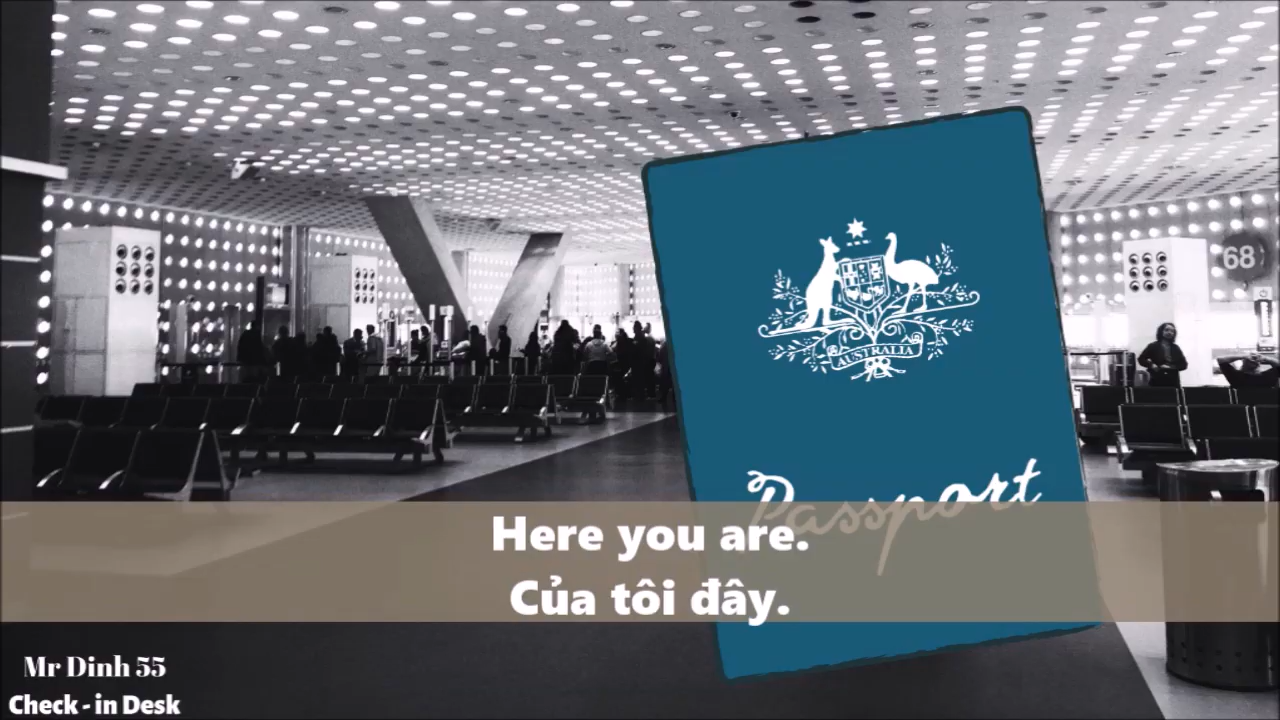 68
AUSTRALIA
Passport
Here you are.
Của tôi đây.
Mr Dinh 55
Check - in Desk